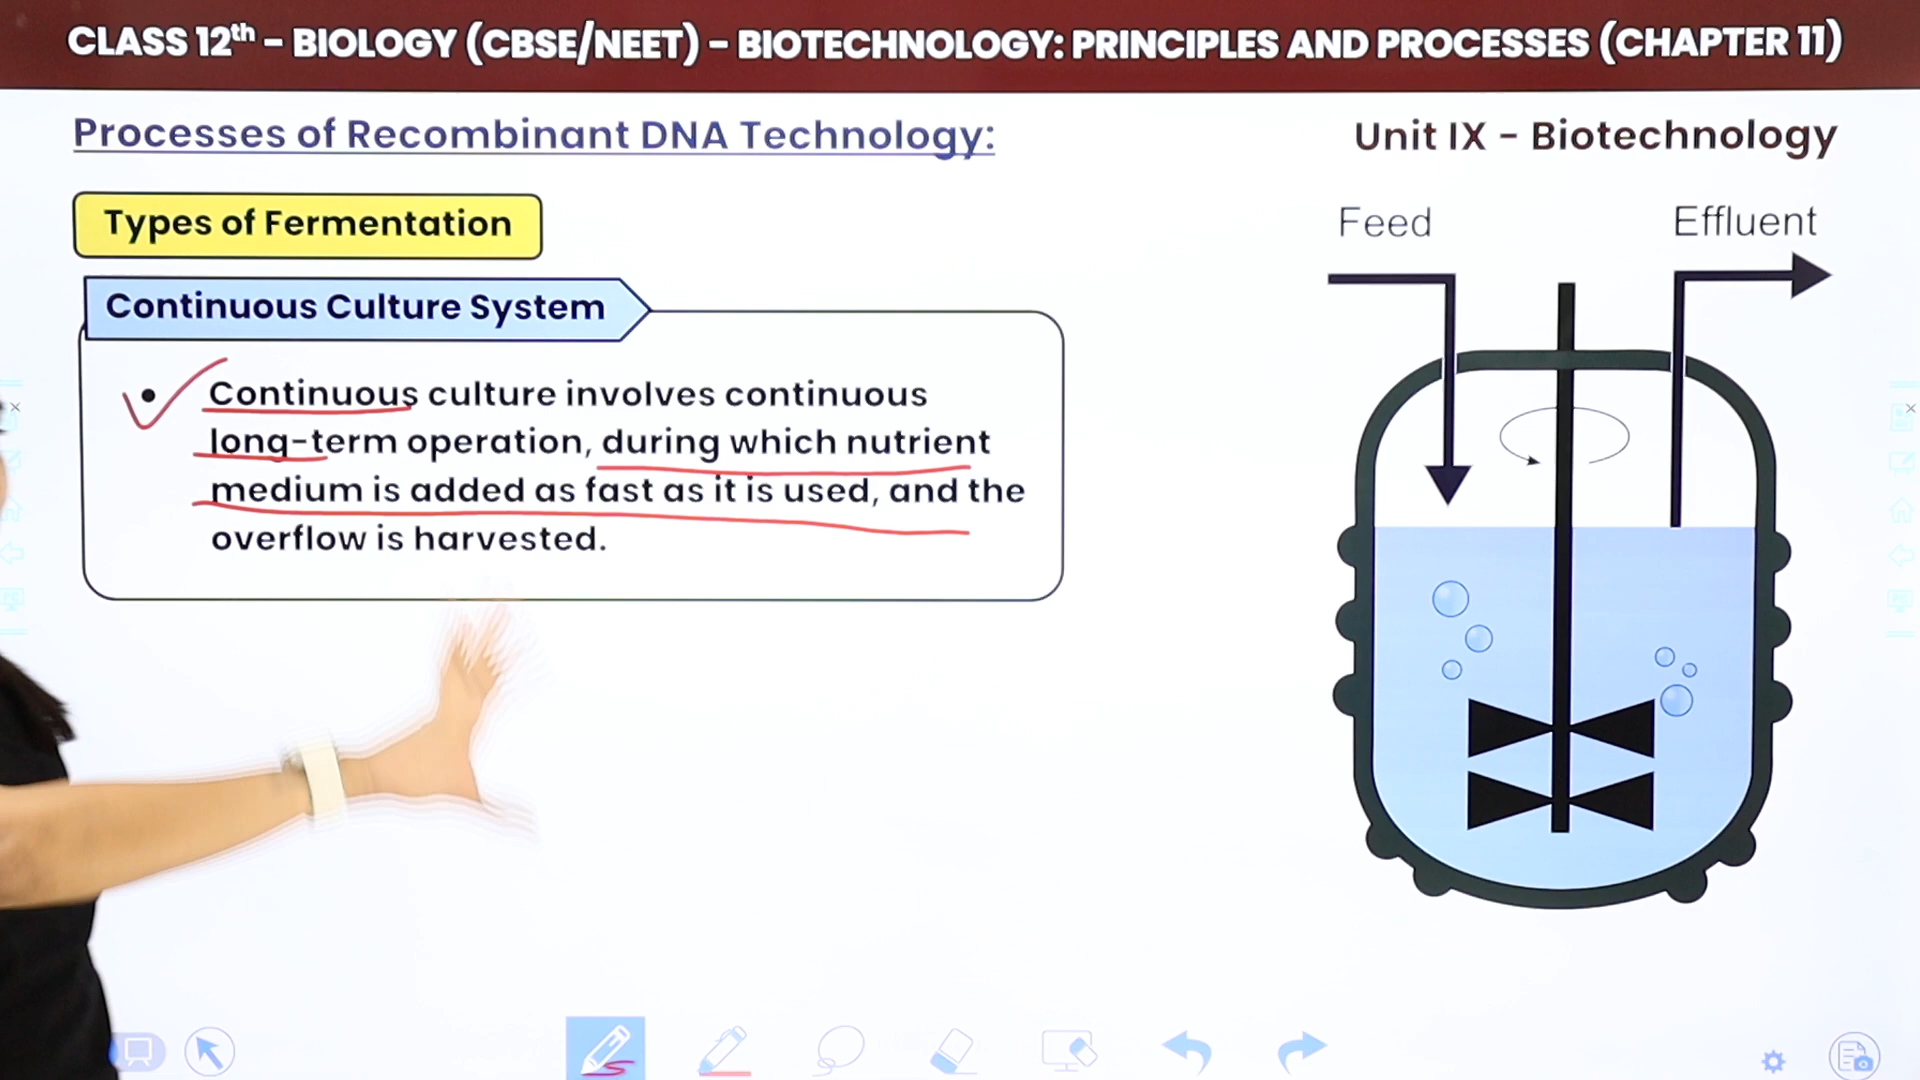 CLASS 12th - BIOLOGY (CBSE/NEET) - BIOTECHNOLOGY: PRINCIPLES AND PROCESSES (CHAPTER 11)
Processes of Recombinant DNA Technology:
Unit IX - Biotechnology
Types of Fermentation
Feed
Effluent
Continuous Culture System
• Continuous culture involves continuous
long-term operation, during which nutrient
medium is added as fast as it is used, and the
overflow is harvested.